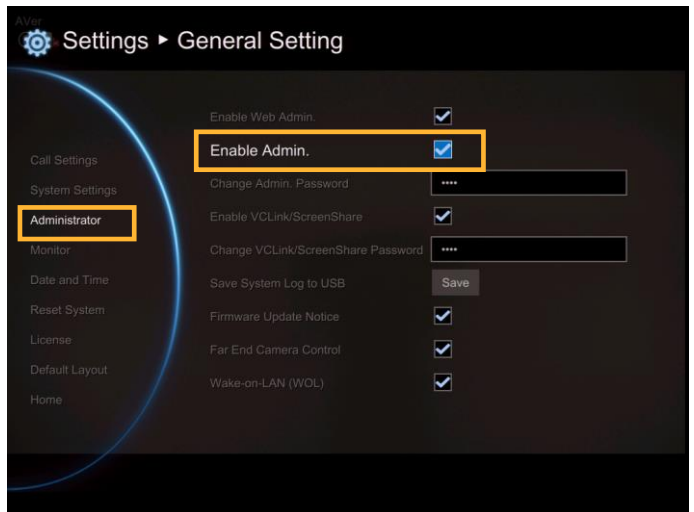 AVer
Settings ► General Setting
Call Settings
System Settings
Administrator
Monitor
Date and Time
Reset System
License
Default Layout
Home
Enable Web Admin.
Enable Admin.
Change Admin. Password ••••
Enable VCLink/ScreenShare
Change VCLink/ScreenShare Password ••••
Save System Log to USB Save
Firmware Update Notice
Far End Camera Control
Wake-on-LAN (WOL)